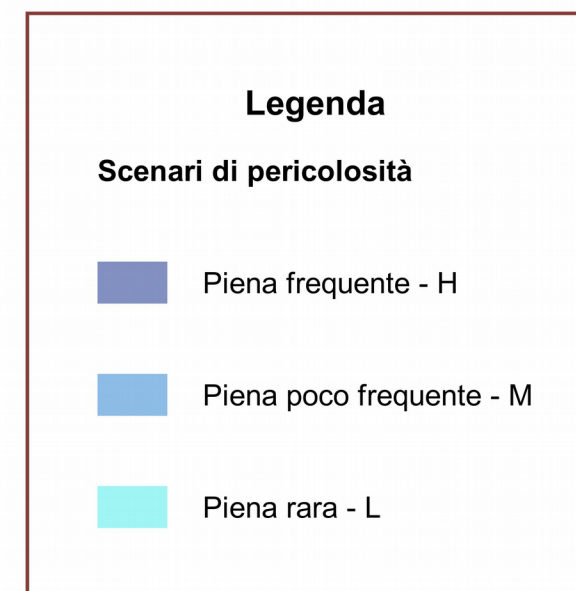 Legenda
Scenari di pericolosità
Piena frequente - H
Piena poco frequente - M
Piena rara - L